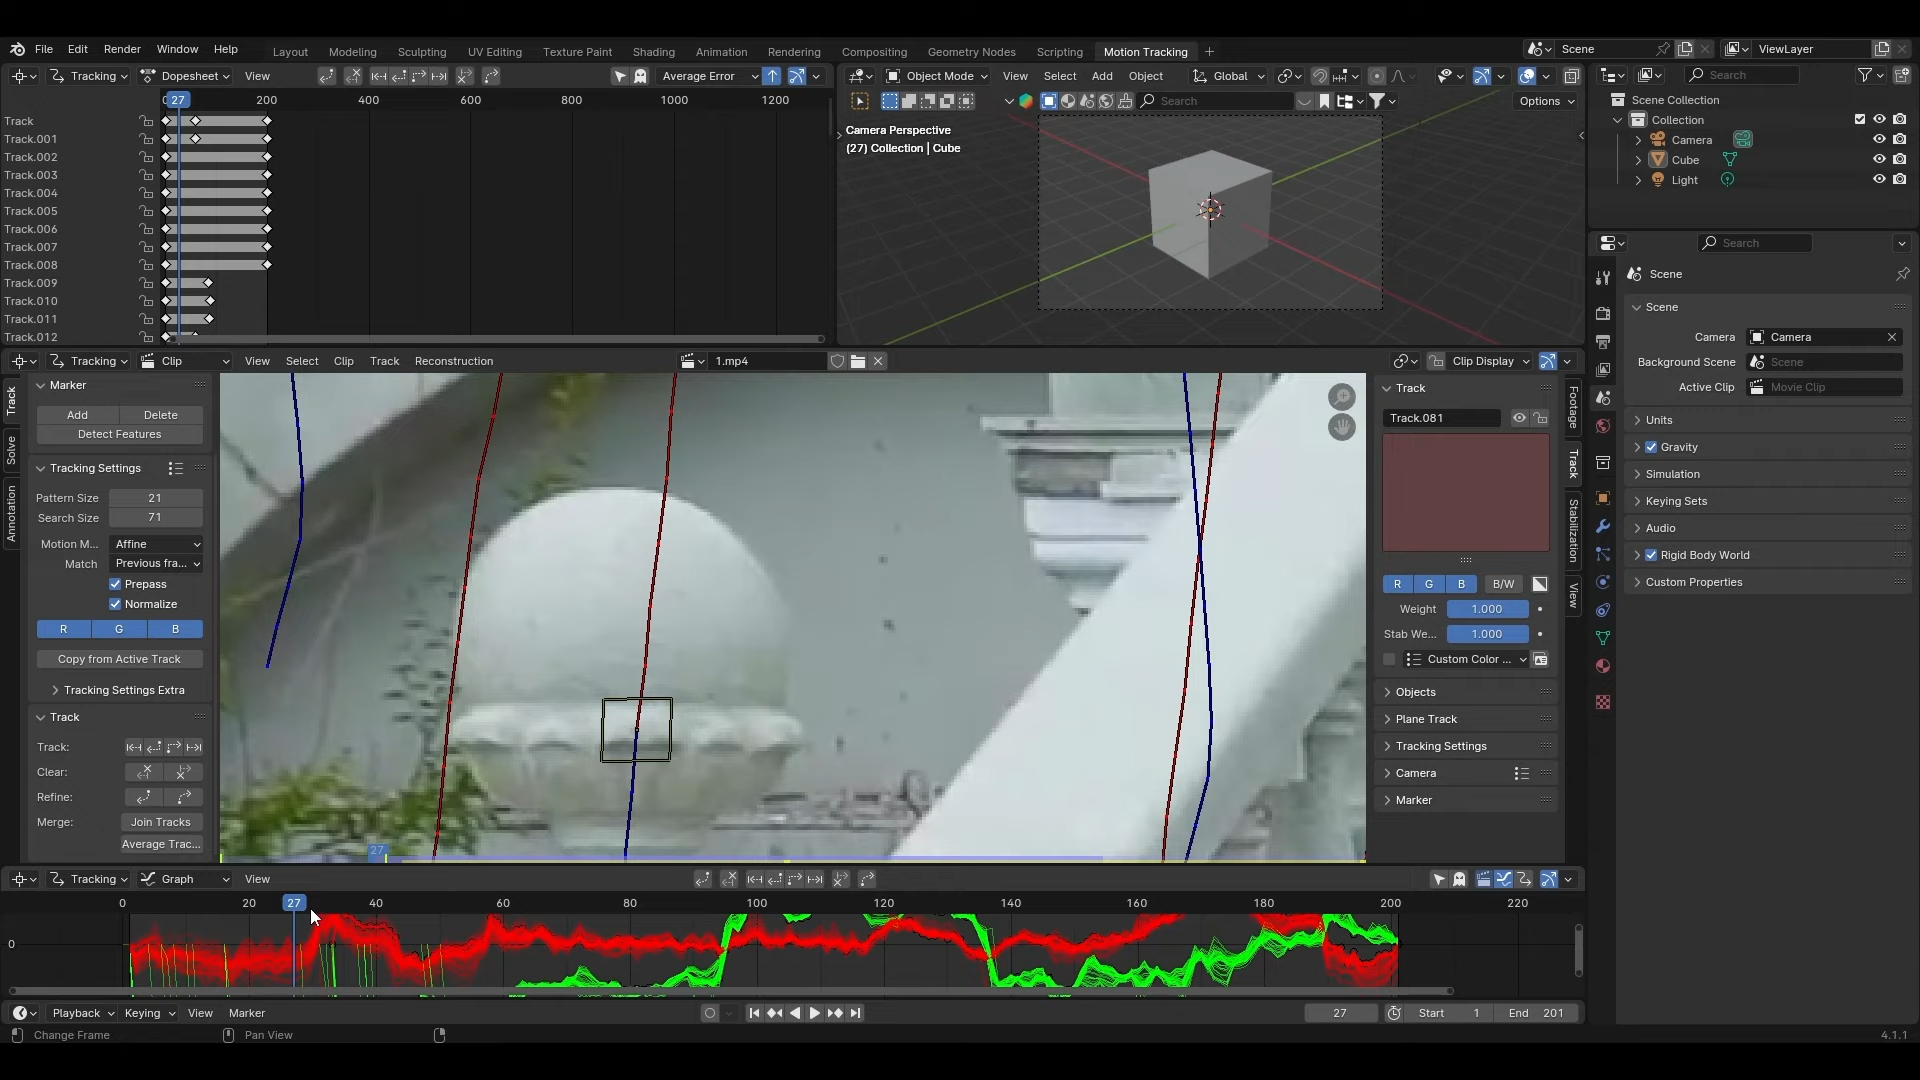 File Edit Render Window Help Layout Modeling Sculpting UV Editing Texture Paint Shading Animation Rendering Compositing Geometry Nodes Scripting Motion Tracking + Scene ViewLayer
Tracking Dopesheet View Average Error
Object Mode View Select Add Object Global
Search
0 27 200 400 600 800 1000 1200
Search Options
Track
Track.001
Track.002
Track.003
Track.004
Track.005
Track.006
Track.007
Track.008
Track.009
Track.010
Track.011
Track.012
Camera Perspective
(27) Collection | Cube
Scene Collection
Collection
Camera
Cube
Light
Search
Scene
Scene
Camera Camera
Background Scene Scene
Active Clip Movie Clip
Units
Gravity
Simulation
Keying Sets
Audio
Rigid Body World
Custom Properties
Tracking Clip View Select Clip Track Reconstruction 1.mp4 Clip Display
Track
Solve
Annotation
Marker
Add Delete
Detect Features
Tracking Settings
Pattern Size 21
Search Size 71
Motion M... Affine
Match Previous fra...
Prepass
Normalize
R G B
Copy from Active Track
Tracking Settings Extra
Track
Track:
Clear:
Refine:
Merge: Join Tracks
Average Trac...
27
Track
Track.081
R G B B/W
Weight 1.000
Stab We... 1.000
Custom Color ...
Objects
Plane Track
Tracking Settings
Camera
Marker
Footage
Track
Stabilization
View
Tracking Graph View
0 20 27 40 60 80 100 120 140 160 180 200 220
0
Playback Keying View Marker 27 Start 1 End 201
Change Frame Pan View 4.1.1